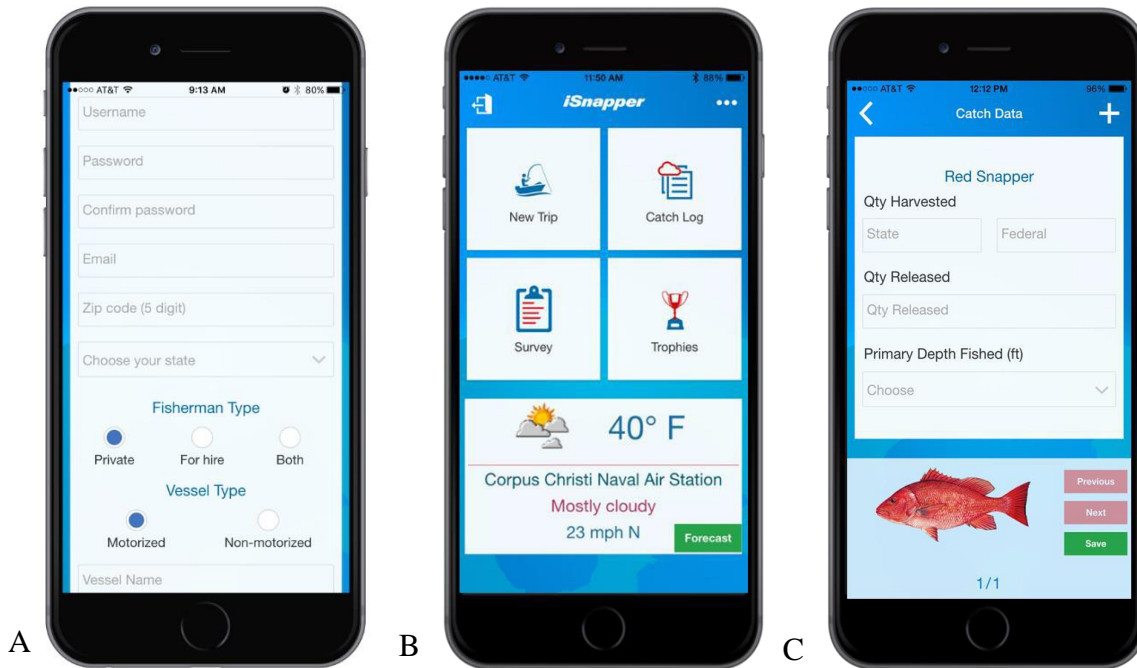 AT&T 9:13 AM 80%
Username
Password
Confirm password
Email
Zip code (5 digit)
Choose your state
Fisherman Type
Private For hire Both
Vessel Type
Motorized Non-motorized
Vessel Name
A
AT&T 11:50 AM 88%
iSnapper
New Trip Catch Log
Survey Trophies
40° F
Corpus Christi Naval Air Station
Mostly cloudy
23 mph N
Forecast
B
AT&T 12:12 PM 96%
Catch Data
Red Snapper
Qty Harvested
State Federal
Qty Released
Qty Released
Primary Depth Fished (ft)
Choose
Previous
Next
Save
1/1
C